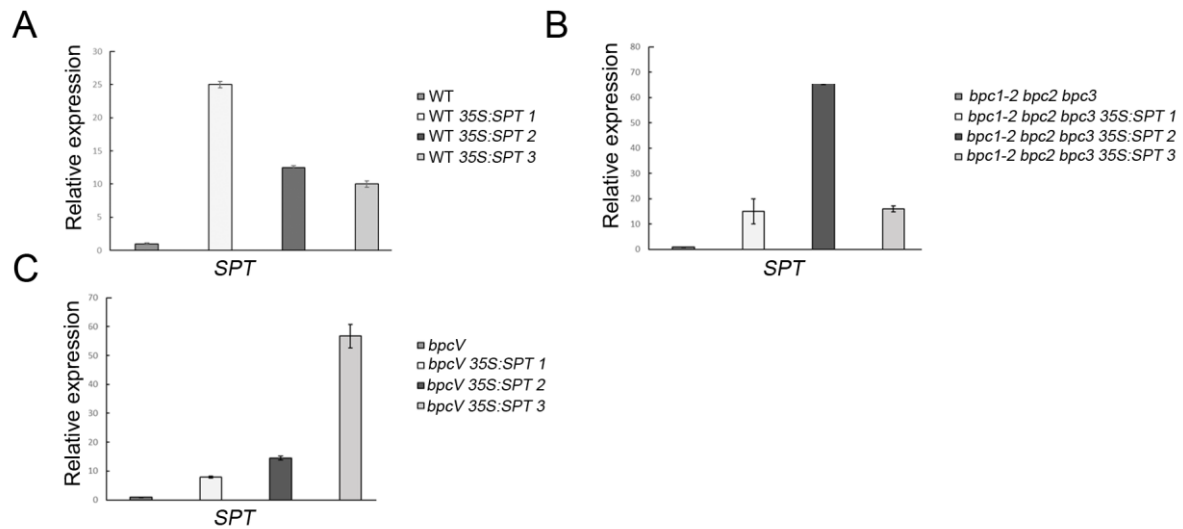 A
Relative expression
30
25
20
15
10
5
0
SPT
WT
WT 35S:SPT 1
WT 35S:SPT 2
WT 35S:SPT 3
B
Relative expression
80
70
60
50
40
30
20
10
0
SPT
bpc1-2 bpc2 bpc3
bpc1-2 bpc2 bpc3 35S:SPT 1
bpc1-2 bpc2 bpc3 35S:SPT 2
bpc1-2 bpc2 bpc3 35S:SPT 3
C
Relative expression
70
60
50
40
30
20
10
0
SPT
bpcV
bpcV 35S:SPT 1
bpcV 35S:SPT 2
bpcV 35S:SPT 3